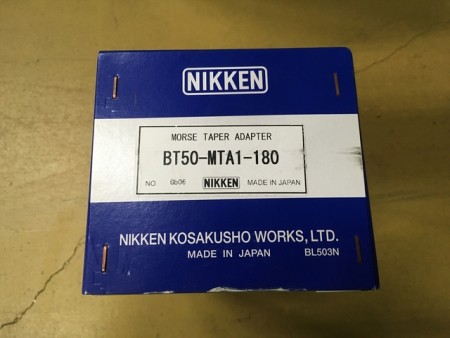 NIKKEN
MORSE TAPER ADAPTER
BT50-MTA1-180
NO Gb06 NIKKEN MADE IN JAPAN
NIKKEN KOSAKUSHO WORKS, LTD.
MADE IN JAPAN BL503N